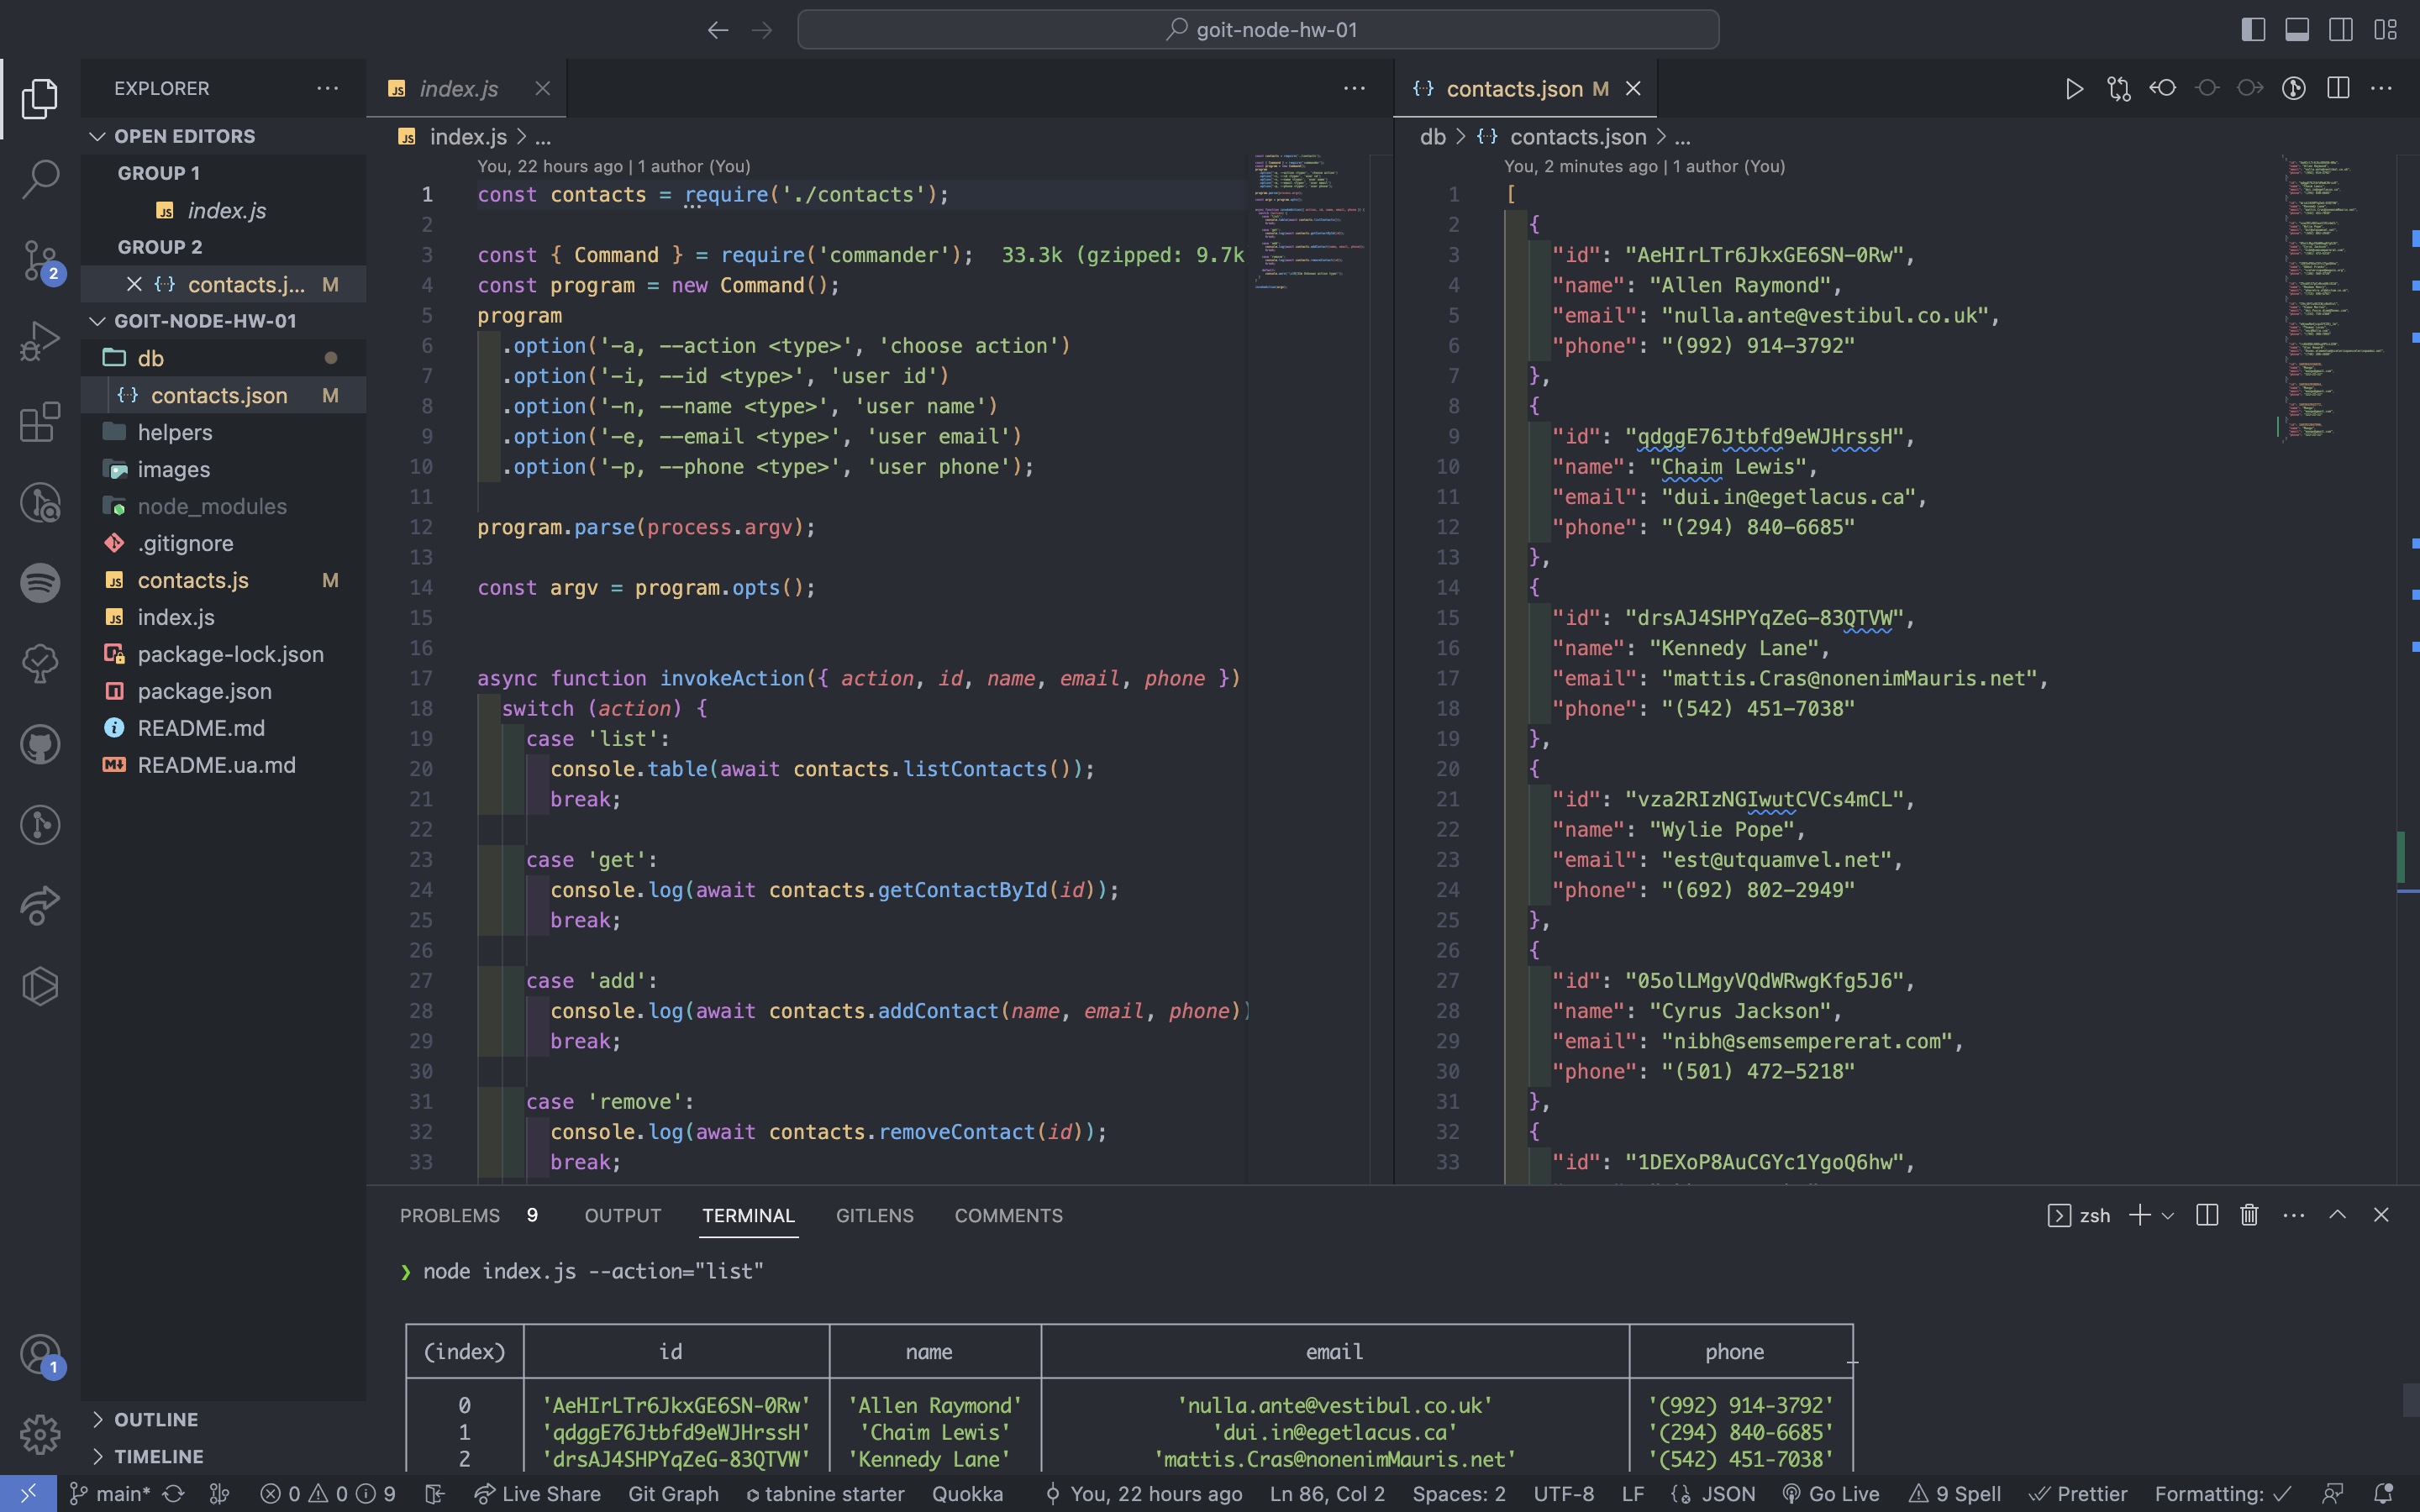 goit-node-hw-01
EXPLORER
OPEN EDITORS
GROUP 1
JS index.js
GROUP 2
{··} contacts.j... M
GOIT-NODE-HW-01
db
{··} contacts.json M
helpers
images
node_modules
.gitignore
JS contacts.js M
JS index.js
package-lock.json
package.json
README.md
README.ua.md
OUTLINE
TIMELINE
2
1
JS index.js
JS index.js > ...
You, 22 hours ago | 1 author (You)
1 const contacts = require('./contacts');
2
3 const { Command } = require('commander'); 33.3k (gzipped: 9.7k
4 const program = new Command();
5 program
6 .option('-a, --action <type>', 'choose action')
7 .option('-i, --id <type>', 'user id')
8 .option('-n, --name <type>', 'user name')
9 .option('-e, --email <type>', 'user email')
10 .option('-p, --phone <type>', 'user phone');
11
12 program.parse(process.argv);
13
14 const argv = program.opts();
15
16
17 async function invokeAction({ action, id, name, email, phone })
18 switch (action) {
19 case 'list':
20 console.table(await contacts.listContacts());
21 break;
22
23 case 'get':
24 console.log(await contacts.getContactById(id));
25 break;
26
27 case 'add':
28 console.log(await contacts.addContact(name, email, phone))
29 break;
30
31 case 'remove':
32 console.log(await contacts.removeContact(id));
33 break;
{··} contacts.json M
db > {··} contacts.json > ...
You, 2 minutes ago | 1 author (You)
1 [
2 {
3 "id": "AeHIrLTr6JkxGE6SN-0Rw",
4 "name": "Allen Raymond",
5 "email": "nulla.ante@vestibul.co.uk",
6 "phone": "(992) 914-3792"
7 },
8 {
9 "id": "qdggE76Jtbfd9eWJHrssH",
10 "name": "Chaim Lewis",
11 "email": "dui.in@egetlacus.ca",
12 "phone": "(294) 840-6685"
13 },
14 {
15 "id": "drsAJ4SHPYqZeG-83QTVW",
16 "name": "Kennedy Lane",
17 "email": "mattis.Cras@nonenimMauris.net",
18 "phone": "(542) 451-7038"
19 },
20 {
21 "id": "vza2RIzNGIwutCVCs4mCL",
22 "name": "Wylie Pope",
23 "email": "est@utquamvel.net",
24 "phone": "(692) 802-2949"
25 },
26 {
27 "id": "05olLMgyVQdWRwgKfg5J6",
28 "name": "Cyrus Jackson",
29 "email": "nibh@semsempererat.com",
30 "phone": "(501) 472-5218"
31 },
32 {
33 "id": "1DEXoP8AuCGYc1YgoQ6hw",
PROBLEMS 9 OUTPUT TERMINAL GITLENS COMMENTS
zsh
❯ node index.js --action="list"
(index) id name email phone
0 'AeHIrLTr6JkxGE6SN-0Rw' 'Allen Raymond' 'nulla.ante@vestibul.co.uk' '(992) 914-3792'
1 'qdggE76Jtbfd9eWJHrssH' 'Chaim Lewis' 'dui.in@egetlacus.ca' '(294) 840-6685'
2 'drsAJ4SHPYqZeG-83QTVW' 'Kennedy Lane' 'mattis.Cras@nonenimMauris.net' '(542) 451-7038'
main* 0 0 9 Live Share Git Graph tabnine starter Quokka You, 22 hours ago Ln 86, Col 2 Spaces: 2 UTF-8 LF JSON Go Live 9 Spell Prettier Formatting: ✓